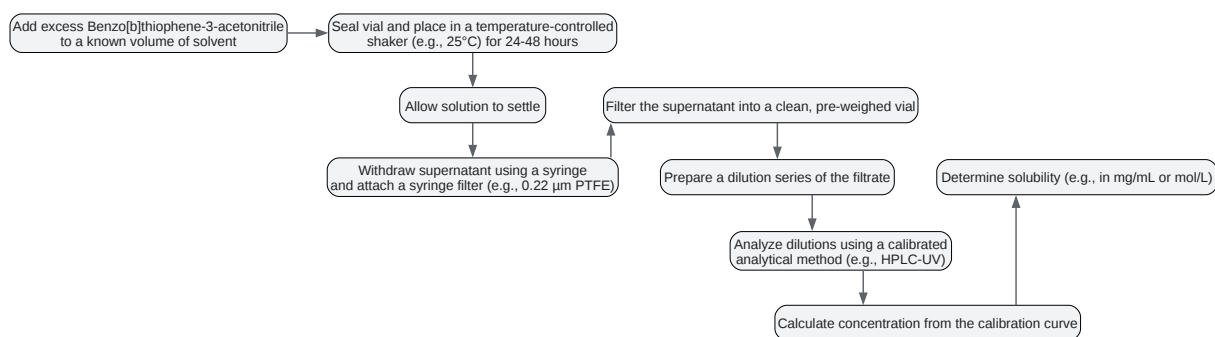 Add excess Benzo[b]thiophene-3-acetonitrile
to a known volume of solvent
Seal vial and place in a temperature-controlled
shaker (e.g., 25°C) for 24-48 hours
Allow solution to settle
Withdraw supernatant using a syringe
and attach a syringe filter (e.g., 0.22 µm PTFE)
Filter the supernatant into a clean, pre-weighed vial
Prepare a dilution series of the filtrate
Analyze dilutions using a calibrated
analytical method (e.g., HPLC-UV)
Calculate concentration from the calibration curve
Determine solubility (e.g., in mg/mL or mol/L)